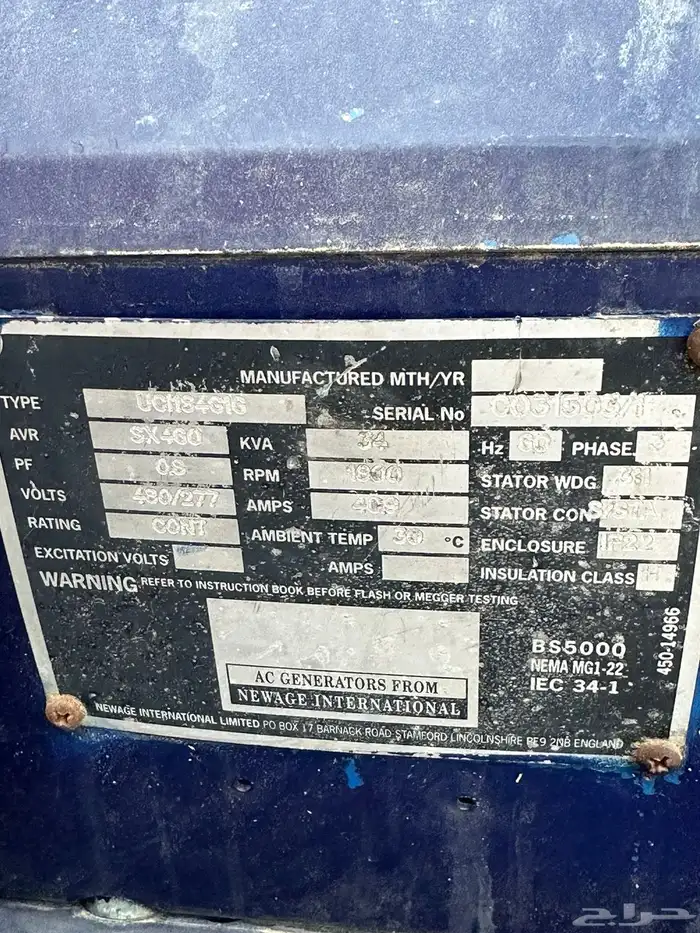 MANUFACTURED MTH/YR
TYPE SERIAL No
AVR SX460 KVA 34 Hz 60 PHASE 3
PF 0.8 RPM 1800 STATOR WDG
VOLTS 480/277 AMPS STATOR CON
RATING CONT AMBIENT TEMP °C ENCLOSURE IP22
EXCITATION VOLTS AMPS INSULATION CLASS H
WARNING REFER TO INSTRUCTION BOOK BEFORE FLASH OR MEGGER TESTING
BS5000
NEMA MG1-22
IEC 34-1
450-14966
AC GENERATORS FROM
NEWAGE INTERNATIONAL
NEWAGE INTERNATIONAL LIMITED PO BOX 17 BARNACK ROAD STAMFORD LINCOLNSHIRE PE9 2NB ENGLAND
حراج